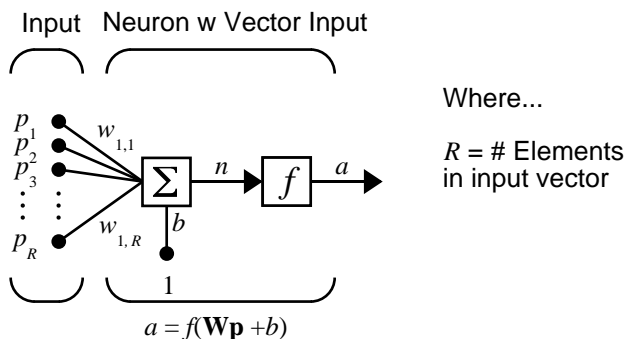 Input
Neuron w Vector Input
Where...
R = # Elements
in input vector
p1
p2
p3
pR
w1,1
w1, R
Σ
n
f
a
b
1
a = f(Wp +b)